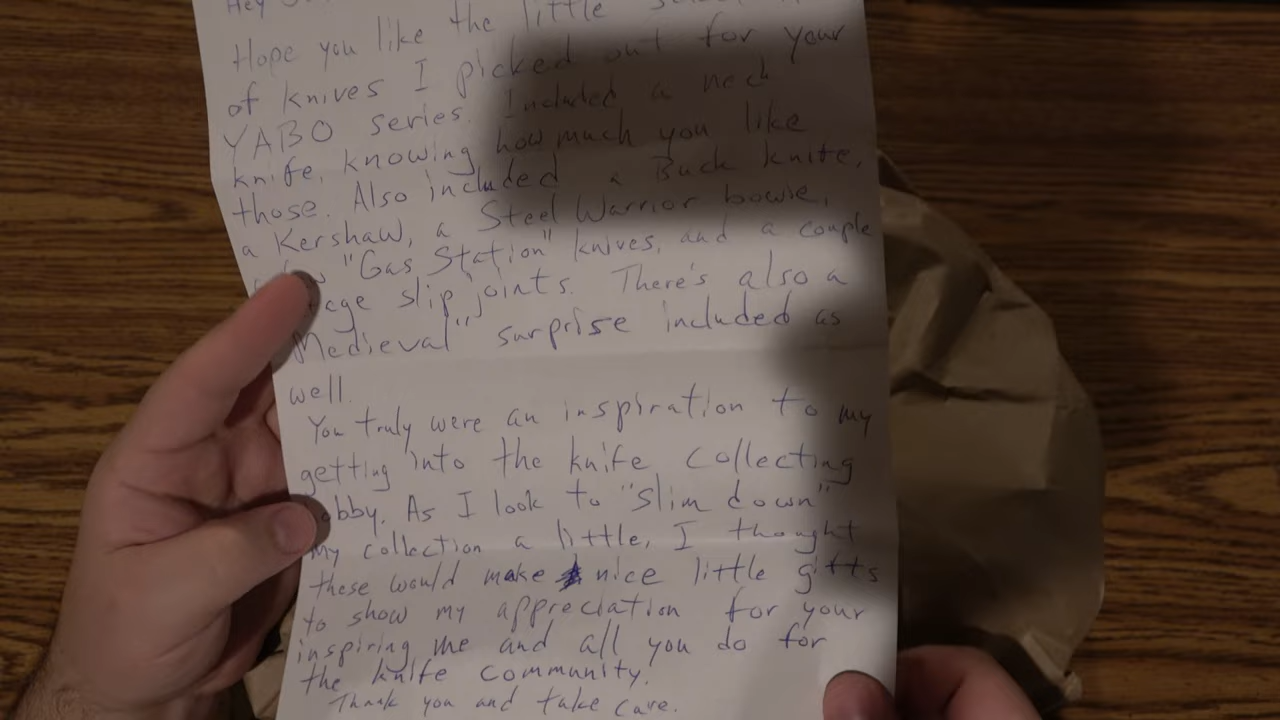 Hey
Hope you like the little
of knives I picked out for your
YABO series. Included a neck
knife, knowing how much you like
those. Also included a Buck knife,
a Kershaw, a Steel Warrior bowie,
"Gas Station" knives, and a couple
slip joints. There's also a
Medieval" surprise included as
well.
You truly were an inspiration to my
getting into the knife collecting
obby. As I look to "slim down"
my collection a little, I thought
these would make nice little gifts
to show my appreciation for your
inspiring me and all you do for
the knife community.
Thank you and take care.